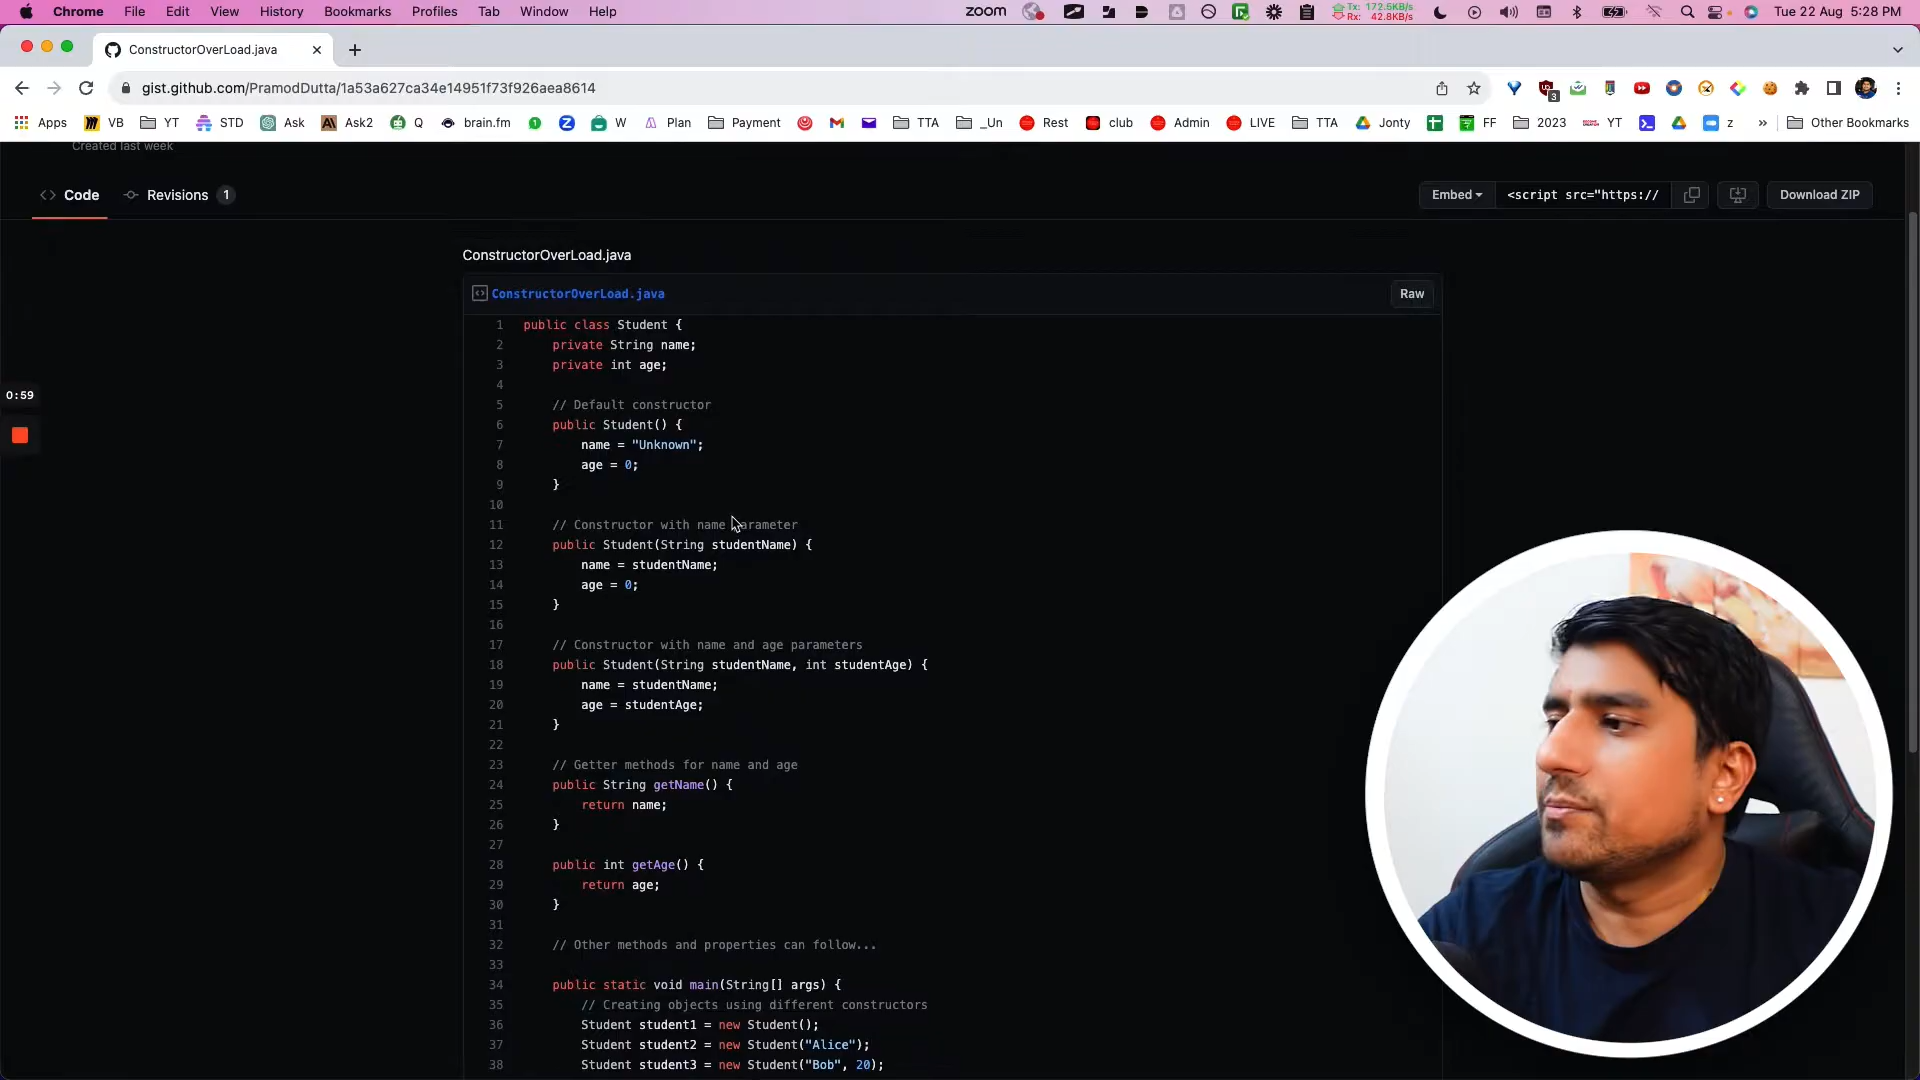 Chrome File Edit View History Bookmarks Profiles Tab Window Help
zoom
Tx: 172.5KB/s
Rx: 42.8KB/s
Tue 22 Aug 5:28 PM
ConstructorOverLoad.java
gist.github.com/PramodDutta/1a53a627ca34e14951f73f926aea8614
3
Apps VB YT STD Ask Ask2 Q brain.fm W Plan Payment TTA _Un Rest club Admin LIVE TTA Jonty FF 2023 YT z » Other Bookmarks
Created last week
<> Code Revisions 1
Embed <script src="https:// Download ZIP
ConstructorOverLoad.java
ConstructorOverLoad.java
Raw
1 public class Student {
2 private String name;
3 private int age;
4
5 // Default constructor
6 public Student() {
7 name = "Unknown";
8 age = 0;
9 }
10
11 // Constructor with name parameter
12 public Student(String studentName) {
13 name = studentName;
14 age = 0;
15 }
16
17 // Constructor with name and age parameters
18 public Student(String studentName, int studentAge) {
19 name = studentName;
20 age = studentAge;
21 }
22
23 // Getter methods for name and age
24 public String getName() {
25 return name;
26 }
27
28 public int getAge() {
29 return age;
30 }
31
32 // Other methods and properties can follow...
33
34 public static void main(String[] args) {
35 // Creating objects using different constructors
36 Student student1 = new Student();
37 Student student2 = new Student("Alice");
38 Student student3 = new Student("Bob", 20);
0:59